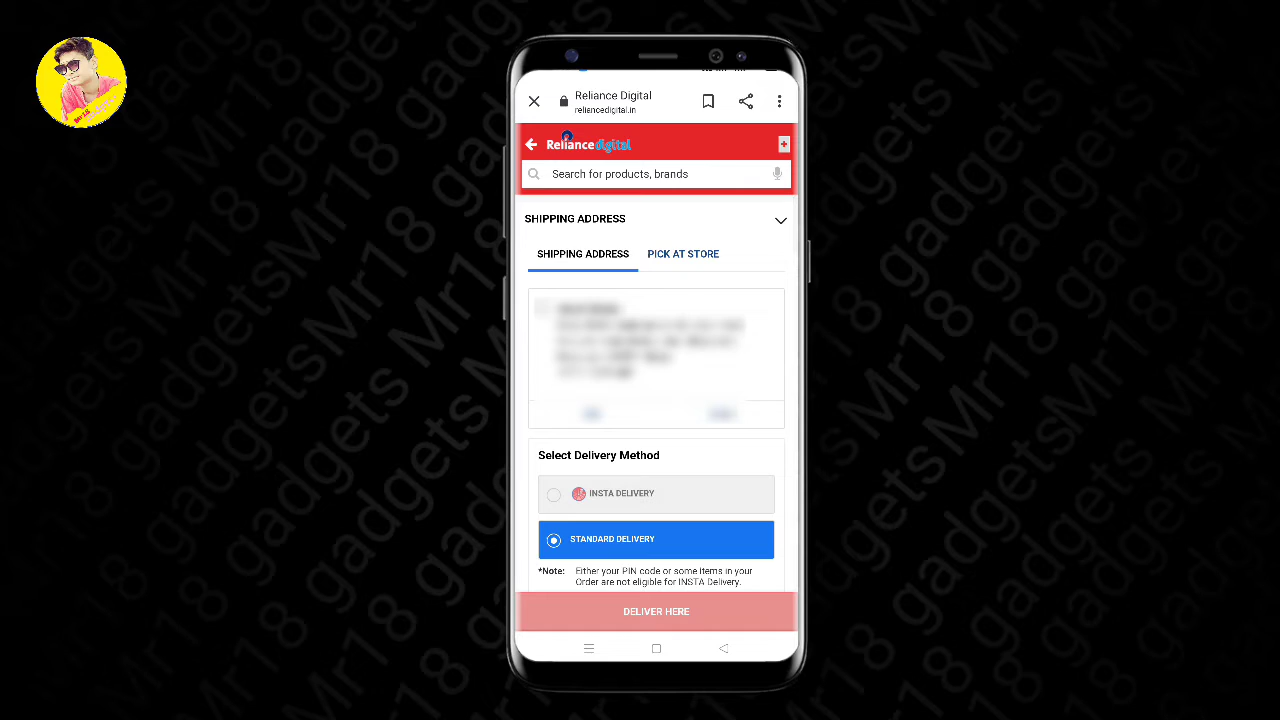 Reliance Digital
reliancedigital.in
Reliance digital
Search for products, brands
SHIPPING ADDRESS
SHIPPING ADDRESS PICK AT STORE
Select Delivery Method
INSTA DELIVERY
STANDARD DELIVERY
*Note: Either your PIN code or some items in your
Order are not eligible for INSTA Delivery.
DELIVER HERE
Mr18 gadgets